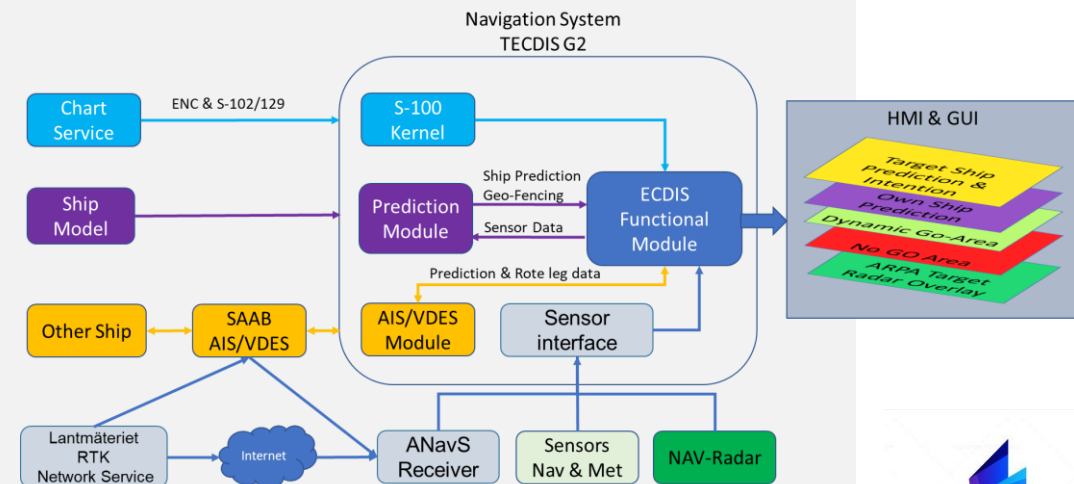 Navigation System
TECDIS G2
Chart
Service
ENC & S-102/129
S-100
Kernel
HMI & GUI
Target Ship
Prediction &
Intention
Own Ship
Prediction
Dynamic Go-Area
No GO Area
ARPA Target
Radar Overlay
Ship
Model
Prediction
Module
Ship Prediction
Geo-Fencing
Sensor Data
ECDIS
Functional
Module
Prediction & Rote leg data
Other Ship
SAAB
AIS/VDES
AIS/VDES
Module
Sensor
interface
Lantmäteriet
RTK
Network Service
Internet
ANavS
Receiver
Sensors
Nav & Met
NAV-Radar